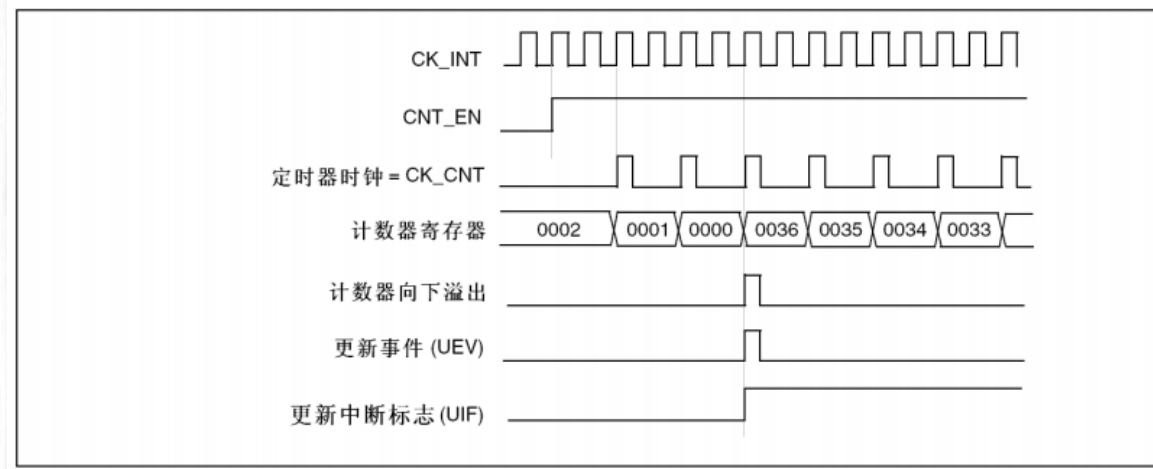 CK_INT
CNT_EN
定时器时钟 = CK_CNT
计数器寄存器 0002 0001 0000 0036 0035 0034 0033
计数器向下溢出
更新事件 (UEV)
更新中断标志 (UIF)